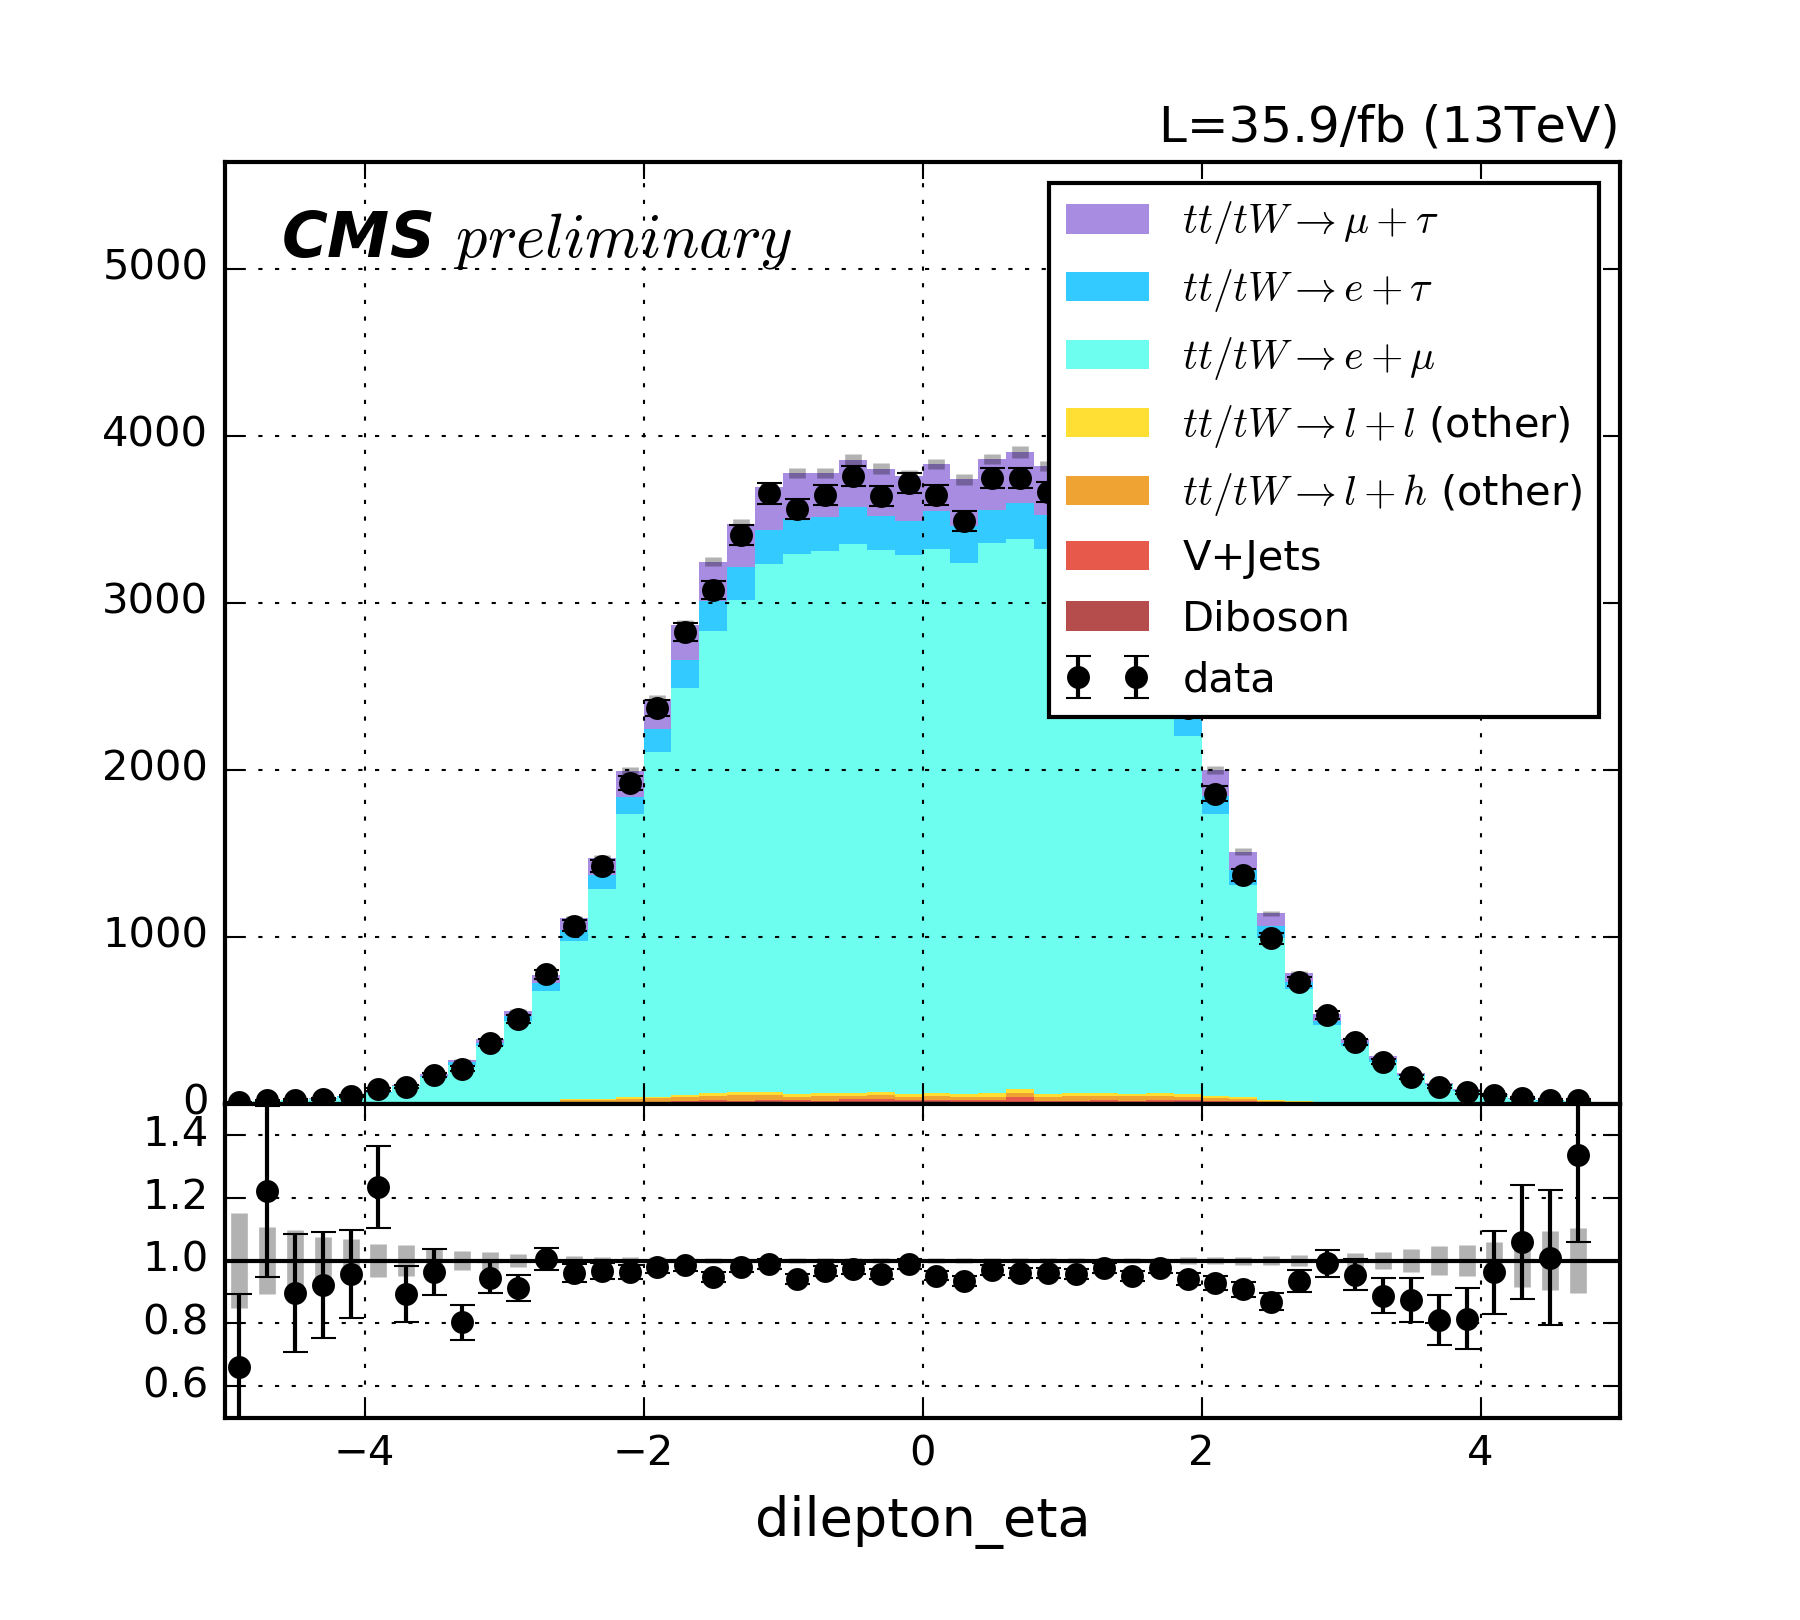 L=35.9/fb (13TeV)
CMS preliminary
5000
4000
3000
2000
1000
0
tt/tW→μ+τ
tt/tW→e+τ
tt/tW→e+μ
tt/tW→l+l (other)
tt/tW→l+h (other)
V+Jets
Diboson
data
1.4
1.2
1.0
0.8
0.6
−4 −2 0 2 4
dilepton_eta